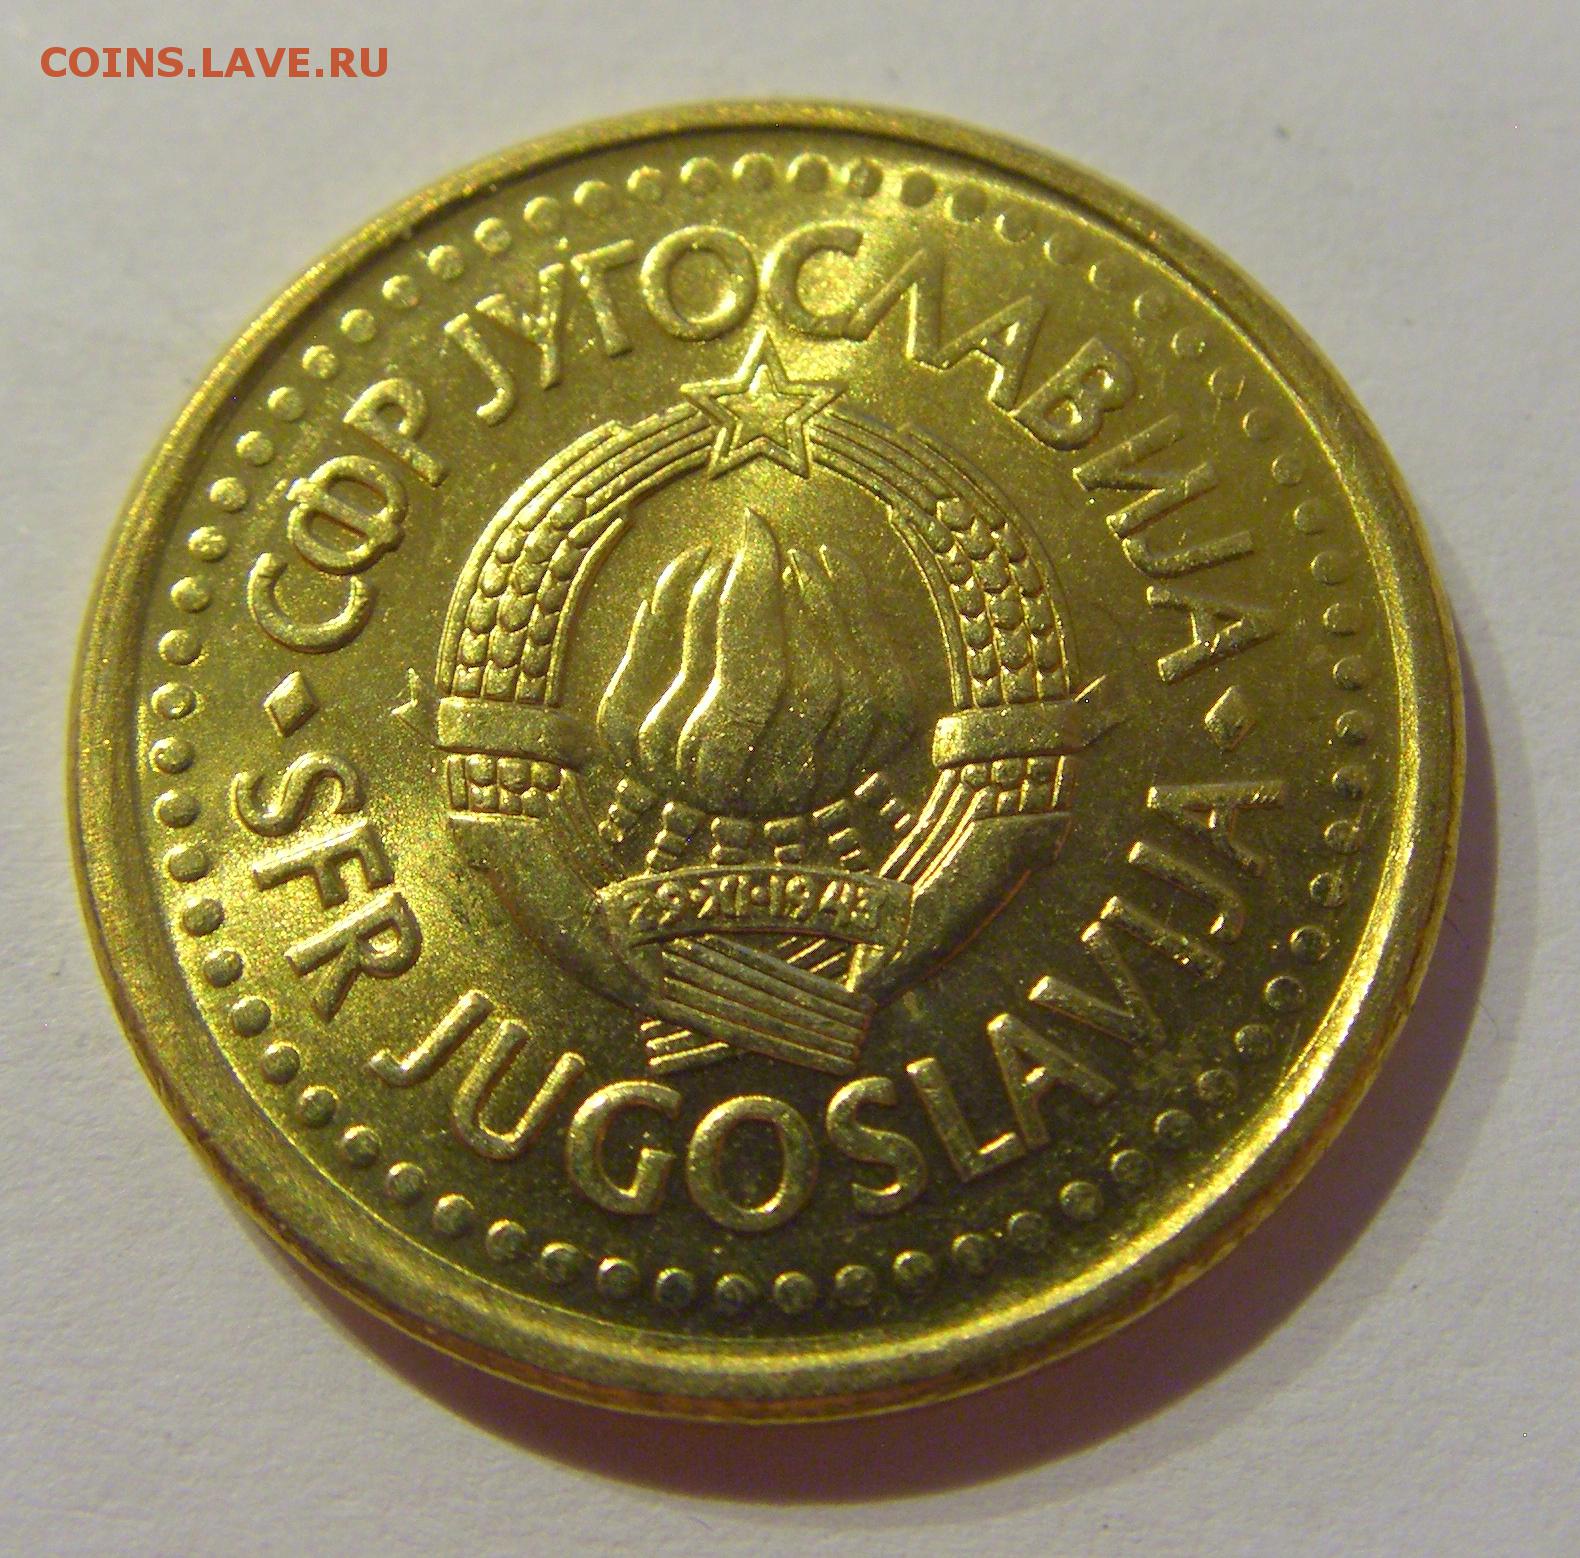 COINS.LAVE.RU
СФР ЈУГОСЛАВИЈА
29·XI·1943
SFR JUGOSLAVIJA